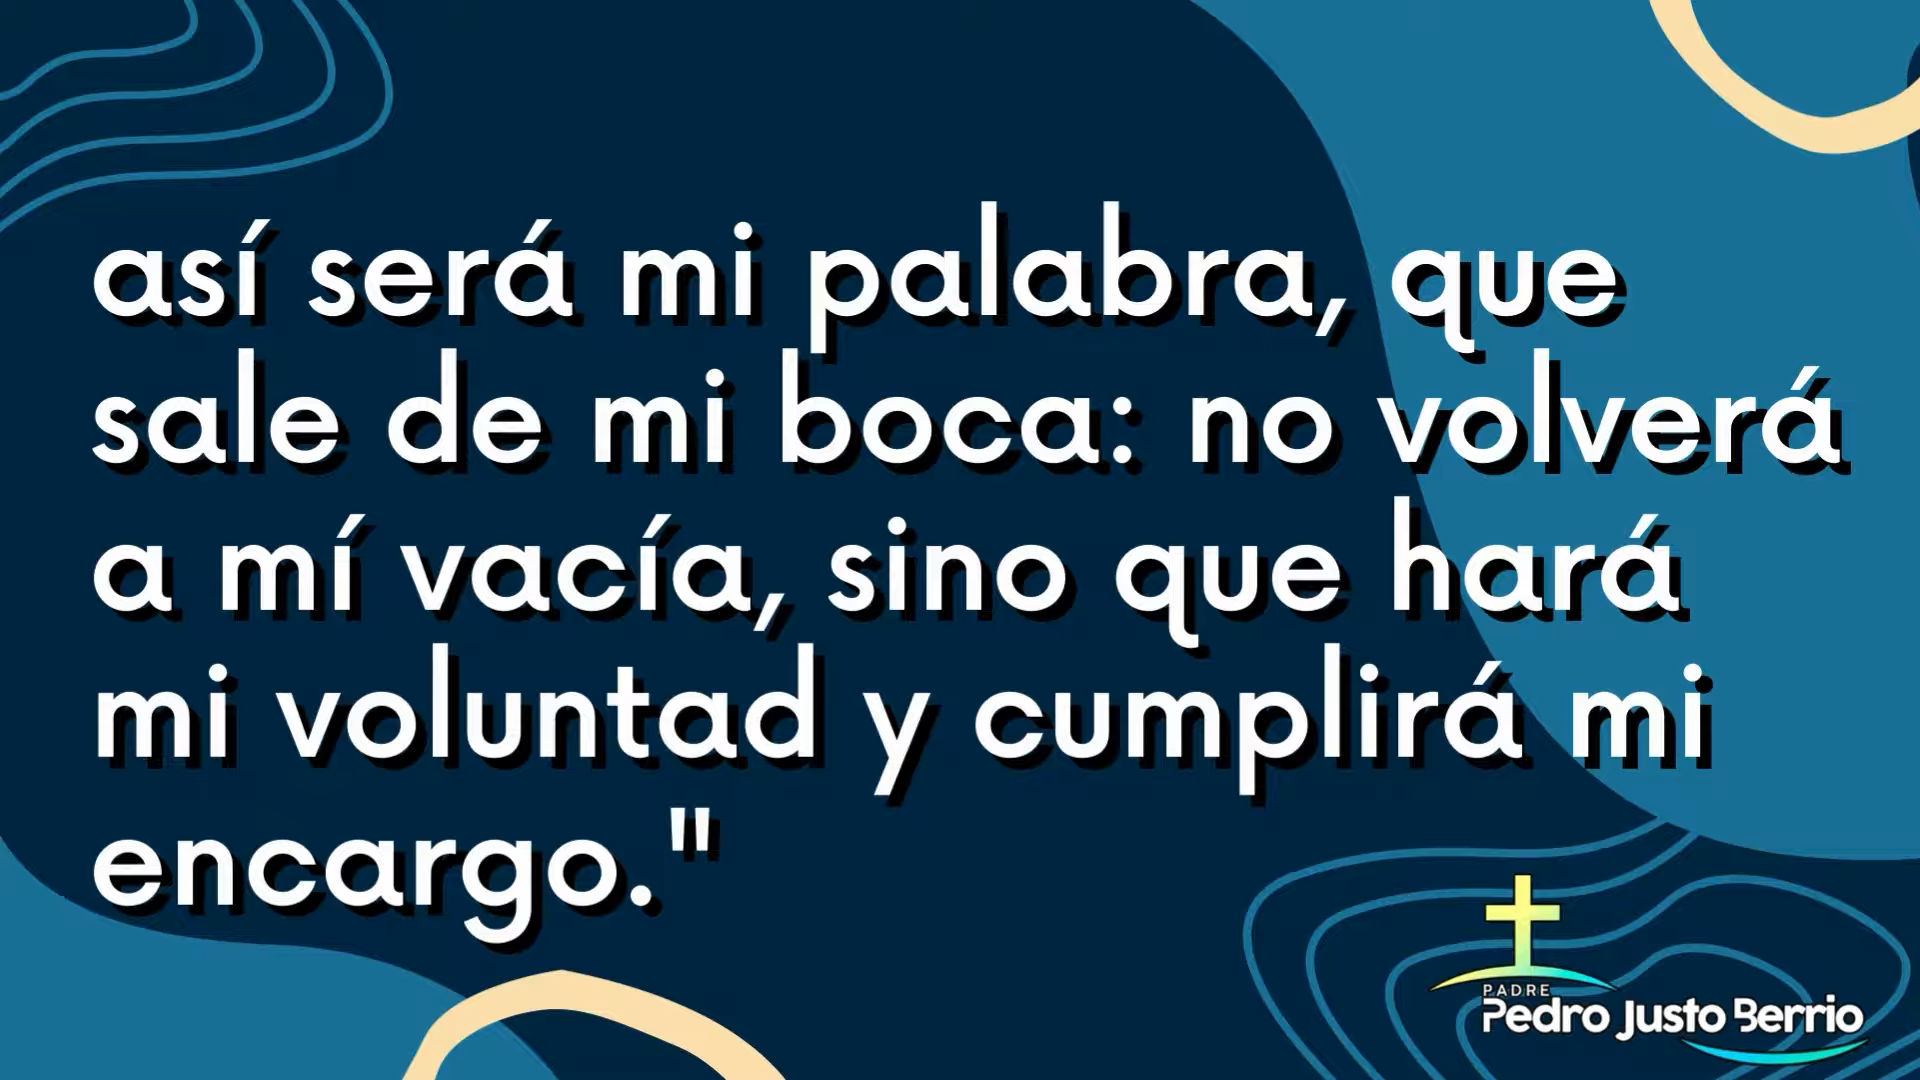 así será mi palabra, que
sale de mi boca: no volverá
a mí vacía, sino que hará
mi voluntad y cumplirá mi
encargo."
PADRE
Pedro Justo Berrio